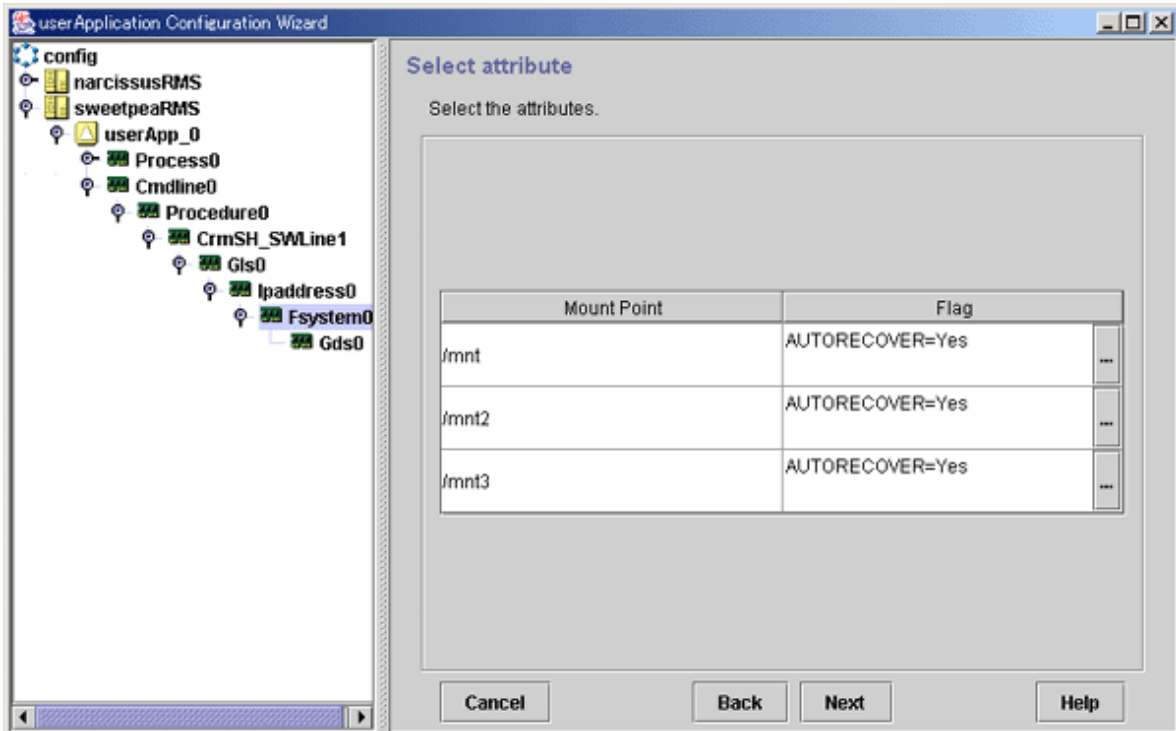 userApplication Configuration Wizard
config
narcissusRMS
sweetpeaRMS
userApp_0
Process0
Cmdline0
Procedure0
CrmSH_SWLine1
Gls0
Ipaddress0
Fsystem0
Gds0
Select attribute
Select the attributes.
Mount Point Flag
/mnt AUTORECOVER=Yes ...
/mnt2 AUTORECOVER=Yes ...
/mnt3 AUTORECOVER=Yes ...
Cancel Back Next Help